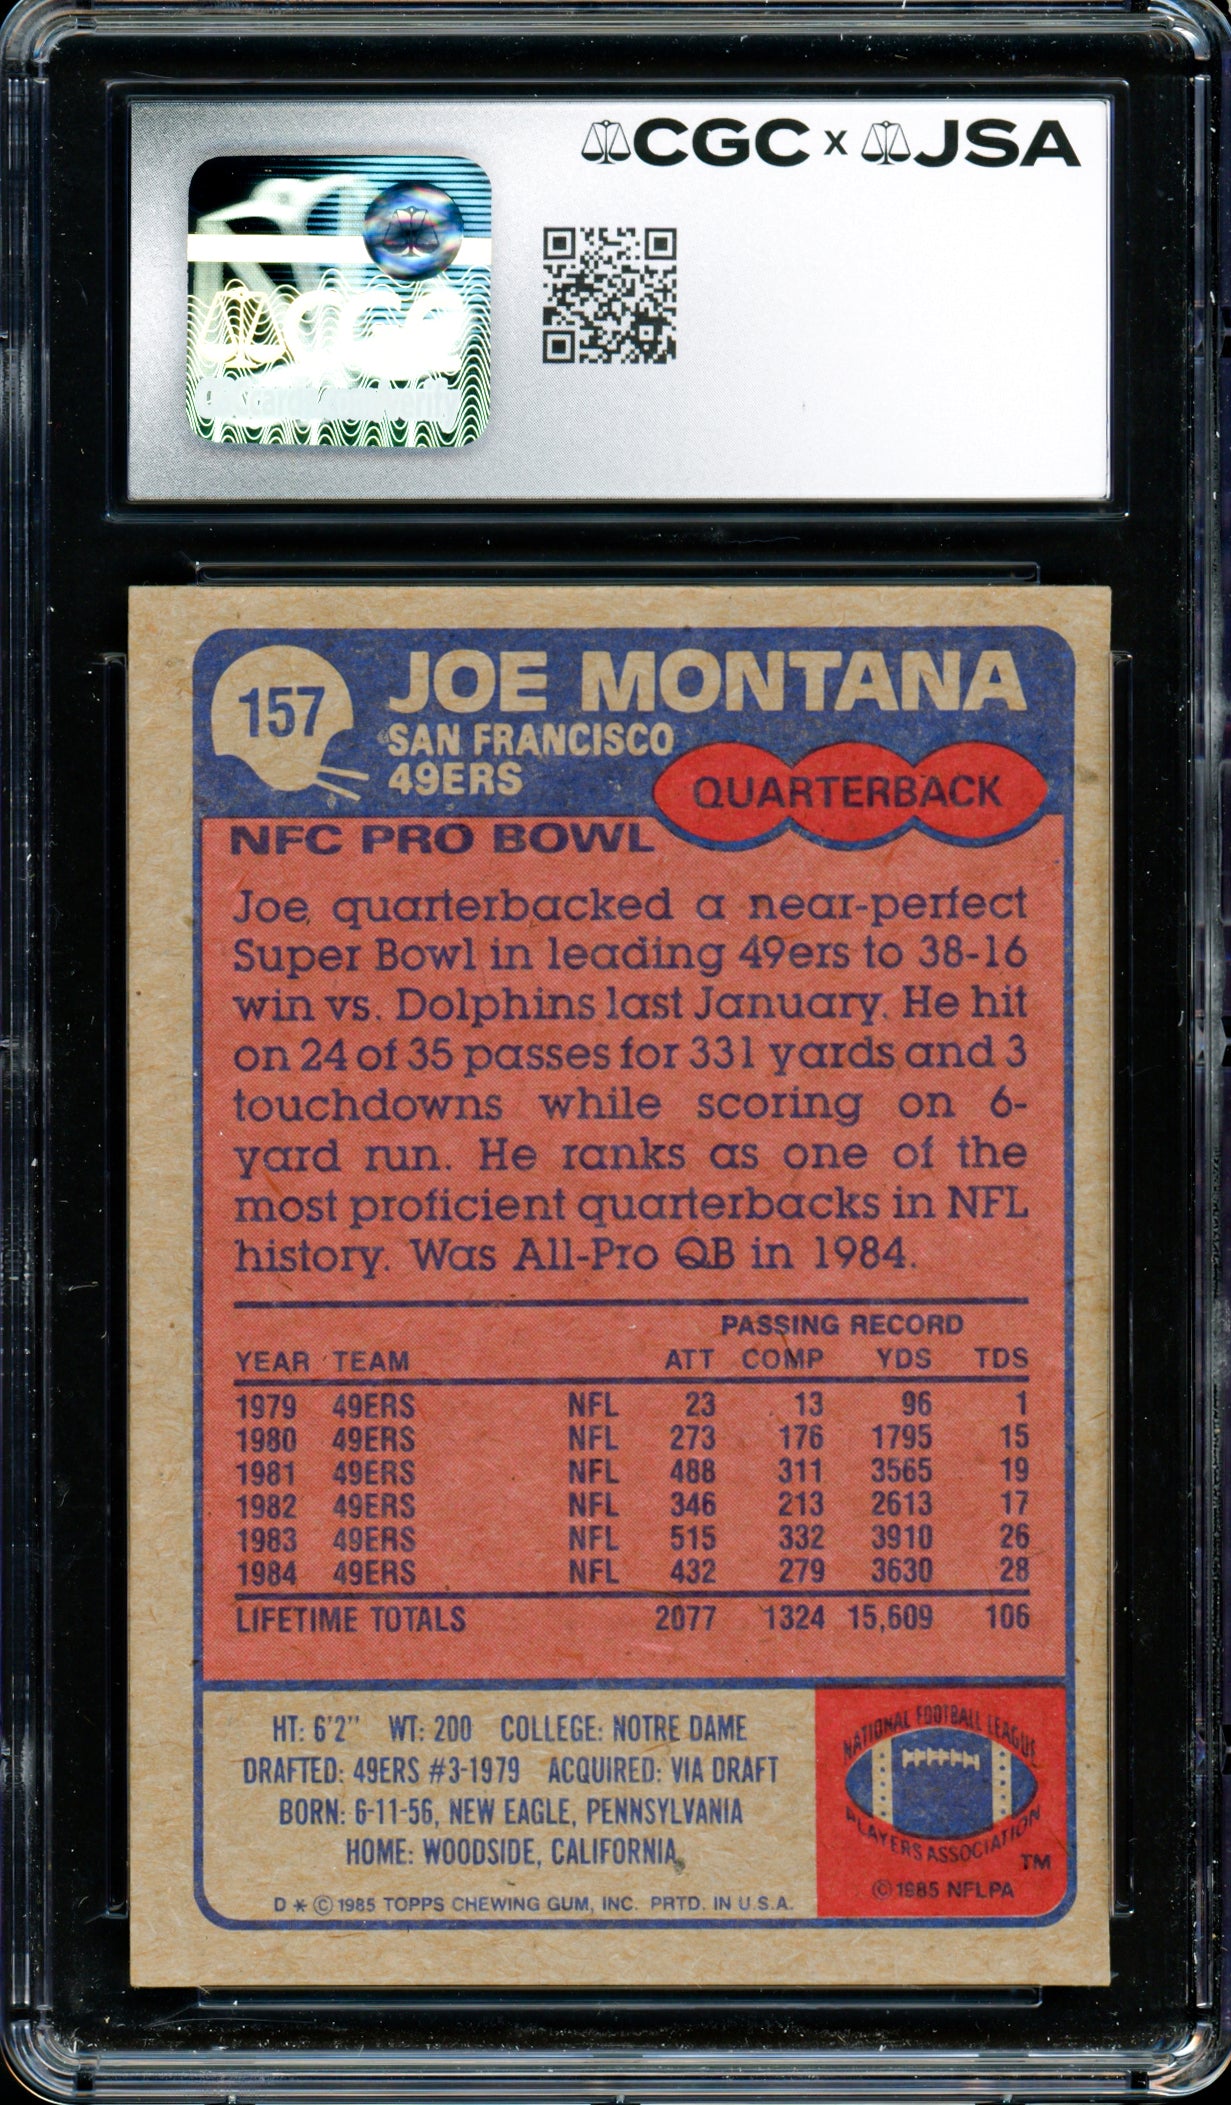 CGC x JSA
157
JOE MONTANA
SAN FRANCISCO
49ERS
QUARTERBACK
NFC PRO BOWL
Joe, quarterbacked a near-perfect
Super Bowl in leading 49ers to 38-16
win vs. Dolphins last January. He hit
on 24 of 35 passes for 331 yards and 3
touchdowns while scoring on 6-
yard run. He ranks as one of the
most proficient quarterbacks in NFL
history. Was All-Pro QB in 1984.
PASSING RECORD
YEAR TEAM ATT COMP YDS TDS
1979 49ERS NFL 23 13 96 1
1980 49ERS NFL 273 176 1795 15
1981 49ERS NFL 488 311 3565 19
1982 49ERS NFL 346 213 2613 17
1983 49ERS NFL 515 332 3910 26
1984 49ERS NFL 432 279 3630 28
LIFETIME TOTALS 2077 1324 15,609 106
HT: 6'2" WT: 200 COLLEGE: NOTRE DAME
DRAFTED: 49ERS #3-1979 ACQUIRED: VIA DRAFT
BORN: 6-11-56, NEW EAGLE, PENNSYLVANIA
HOME: WOODSIDE, CALIFORNIA
D * © 1985 TOPPS CHEWING GUM, INC. PRTD. IN U.S.A.
NATIONAL FOOTBALL LEAGUE
PLAYERS ASSOCIATION
TM
© 1985 NFLPA